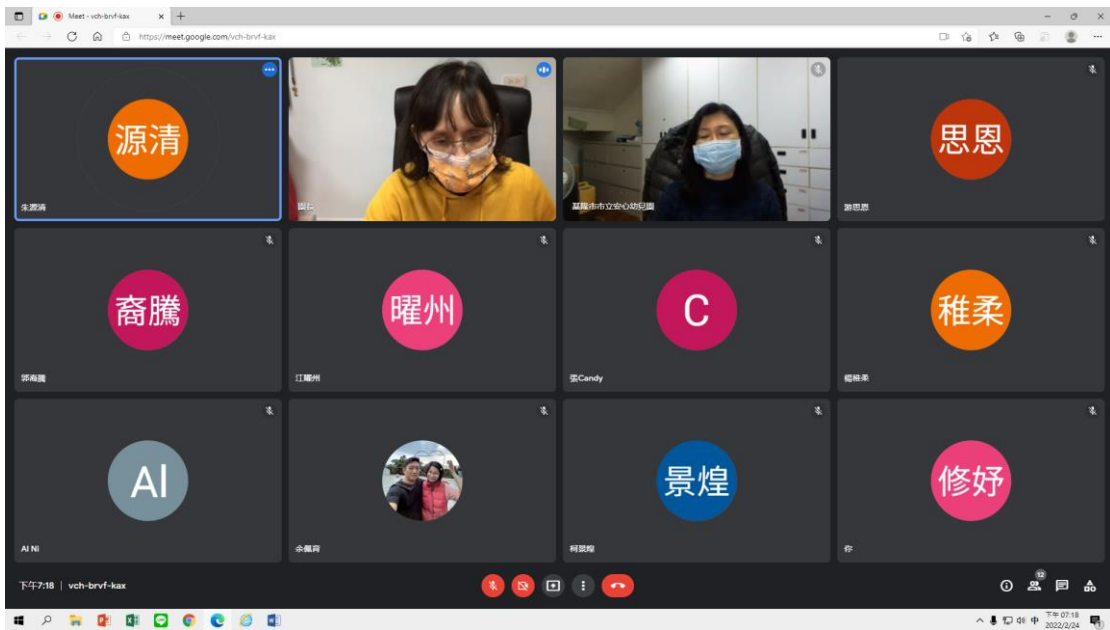 Meet - vch-brvf-kax
https://meet.google.com/vch-brvf-kax
源清
朱源清
園長
基隆市市立安心幼兒園
思恩
游思恩
裔騰
郭裔騰
曜州
江曜州
C
張Candy
稚柔
AI
AI Ni
余佩育
景煌
柯景煌
修妤
你
下午7:18 | vch-brvf-kax
12
中
下午 07:18
2022/2/24